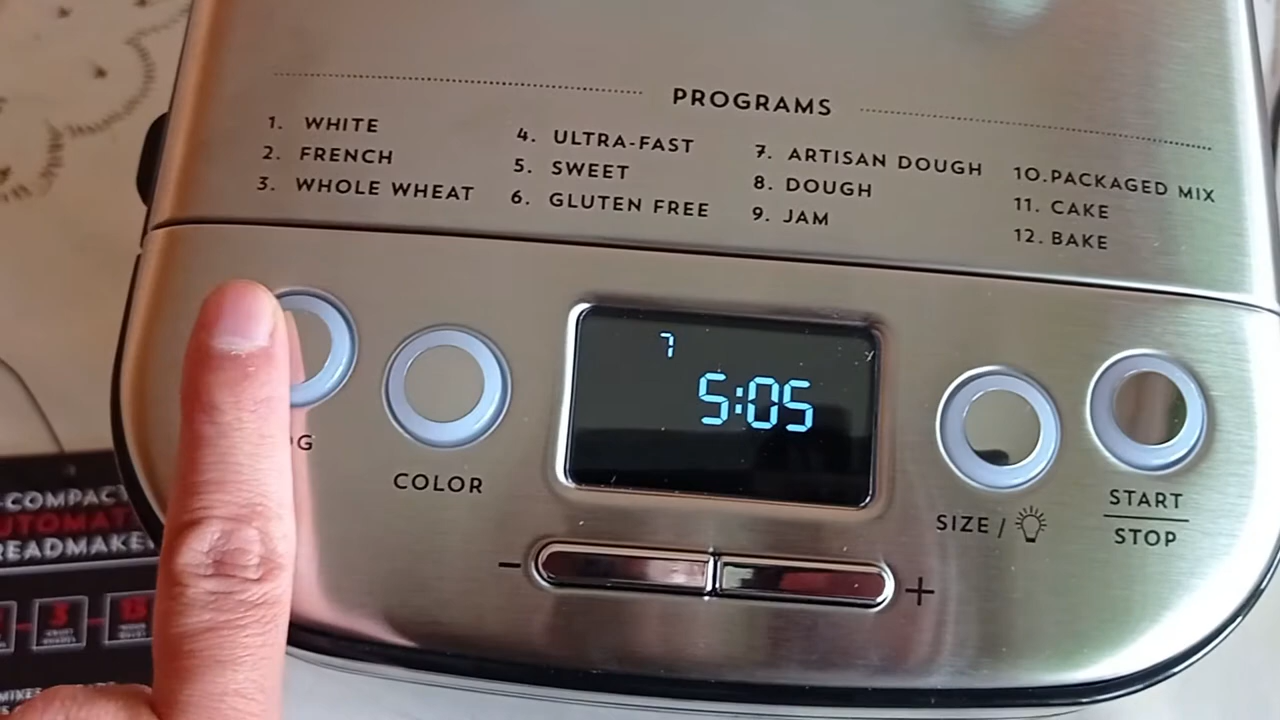 PROGRAMS
1. WHITE
2. FRENCH
3. WHOLE WHEAT
4. ULTRA-FAST
5. SWEET
6. GLUTEN FREE
7. ARTISAN DOUGH
8. DOUGH
9. JAM
10. PACKAGED MIX
11. CAKE
12. BAKE
7
5:05
COLOR
SIZE /
START
STOP
- +
-COMPACT